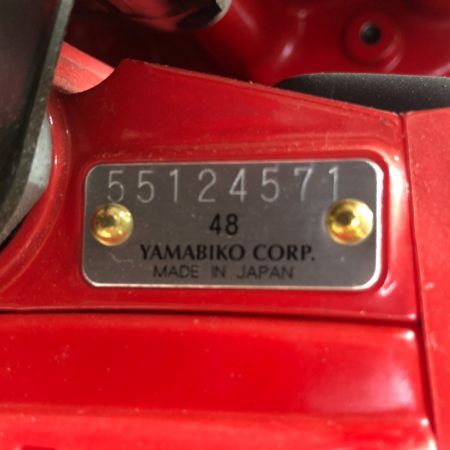 55124571
48
YAMABIKO CORP.
MADE IN JAPAN